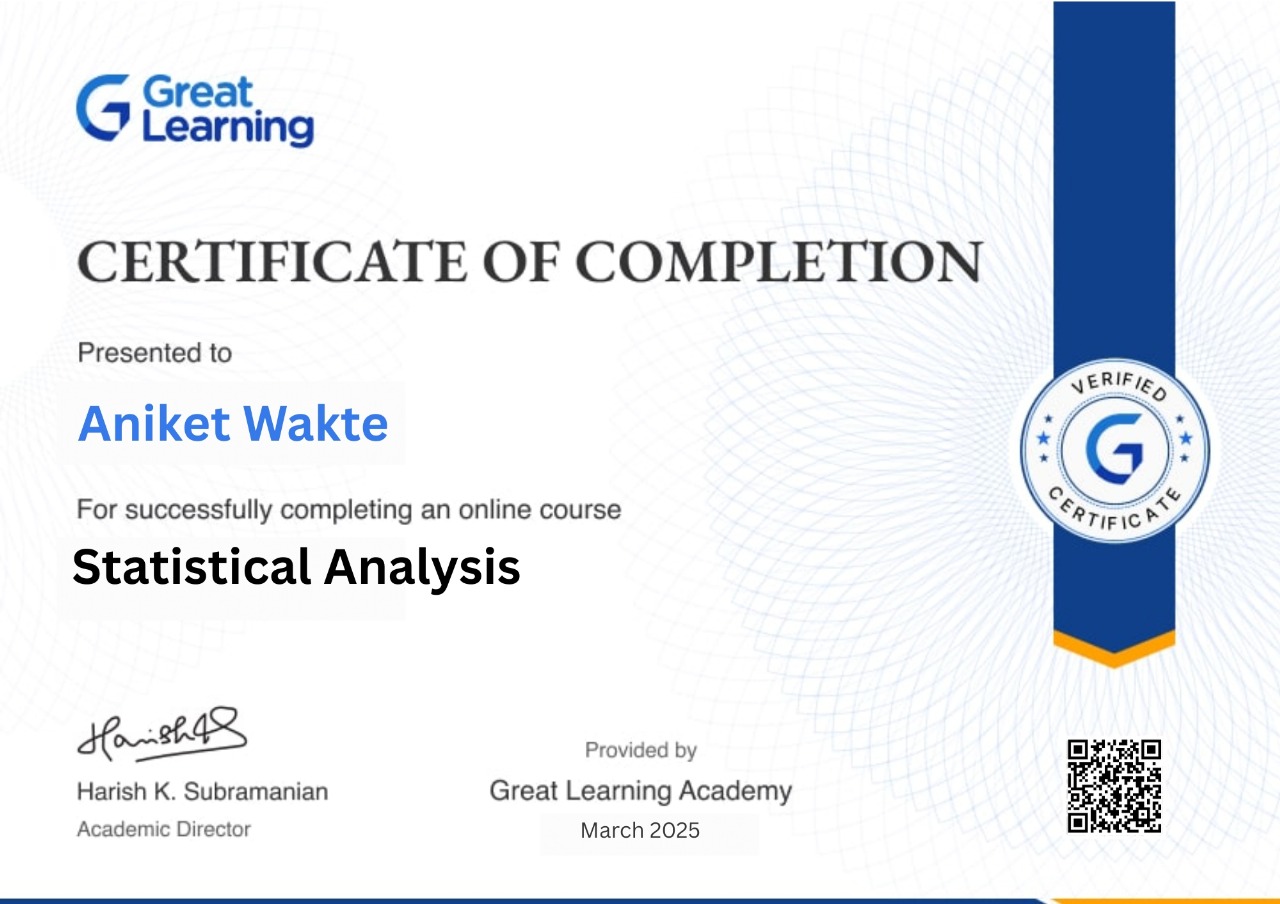 Great
Learning
CERTIFICATE OF COMPLETION
Presented to
Aniket Wakte
For successfully completing an online course
Statistical Analysis
VERIFIED
CERTIFICATE
Harish K. Subramanian
Academic Director
Provided by
Great Learning Academy
March 2025